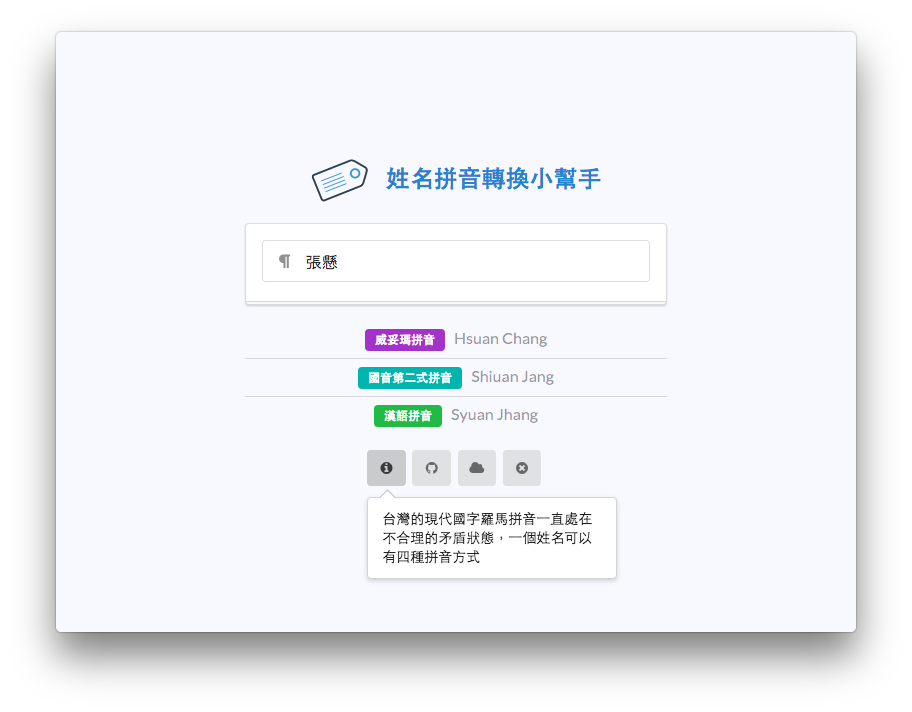 姓名拼音轉換小幫手
張懸
威妥瑪拼音 Hsuan Chang
國音第二式拼音 Shiuan Jang
漢語拼音 Syuan Jhang
台灣的現代國字羅馬拼音一直處在
不合理的矛盾狀態，一個姓名可以
有四種拼音方式